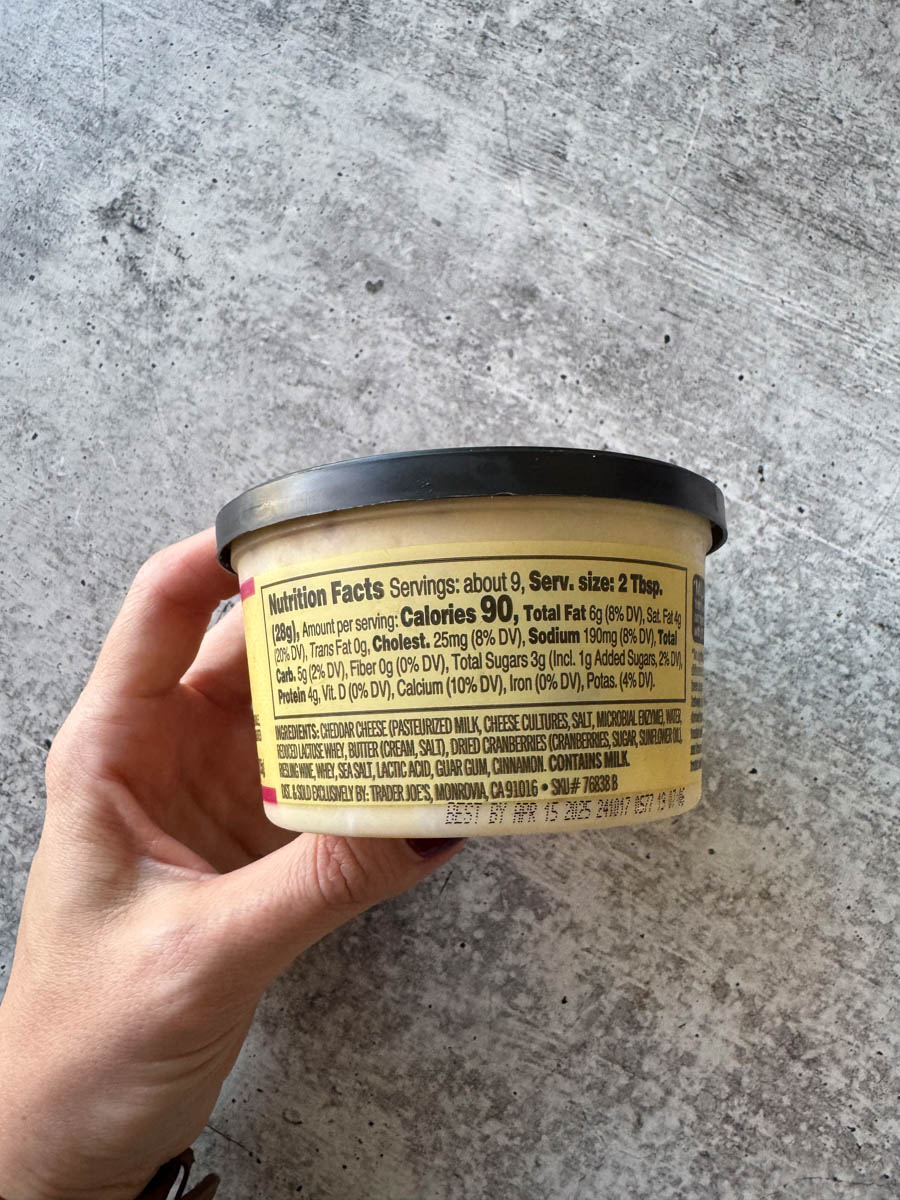 Nutrition Facts Servings: about 9, Serv. size: 2 Tbsp.
(28g), Amount per serving: Calories 90, Total Fat 6g (8% DV), Sat. Fat 4g
(20% DV), Trans Fat 0g, Cholest. 25mg (8% DV), Sodium 190mg (8% DV), Total
Carb. 5g (2% DV), Fiber 0g (0% DV), Total Sugars 3g (Incl. 1g Added Sugars, 2% DV),
Protein 4g, Vit. D (0% DV), Calcium (10% DV), Iron (0% DV), Potas. (4% DV).
INGREDIENTS: CHEDDAR CHEESE (PASTEURIZED MILK, CHEESE CULTURES, SALT, MICROBIAL ENZYME), WATER,
REDUCED LACTOSE WHEY, BUTTER (CREAM, SALT), DRIED CRANBERRIES (CRANBERRIES, SUGAR, SUNFLOWER OIL),
RIESLING WINE, WHEY, SEA SALT, LACTIC ACID, GUAR GUM, CINNAMON. CONTAINS MILK.
DIST. & SOLD EXCLUSIVELY BY: TRADER JOE'S, MONROVIA, CA 91016 • SKU# 76838 B
BEST BY APR 15 2025 241017 0577 19:07:46